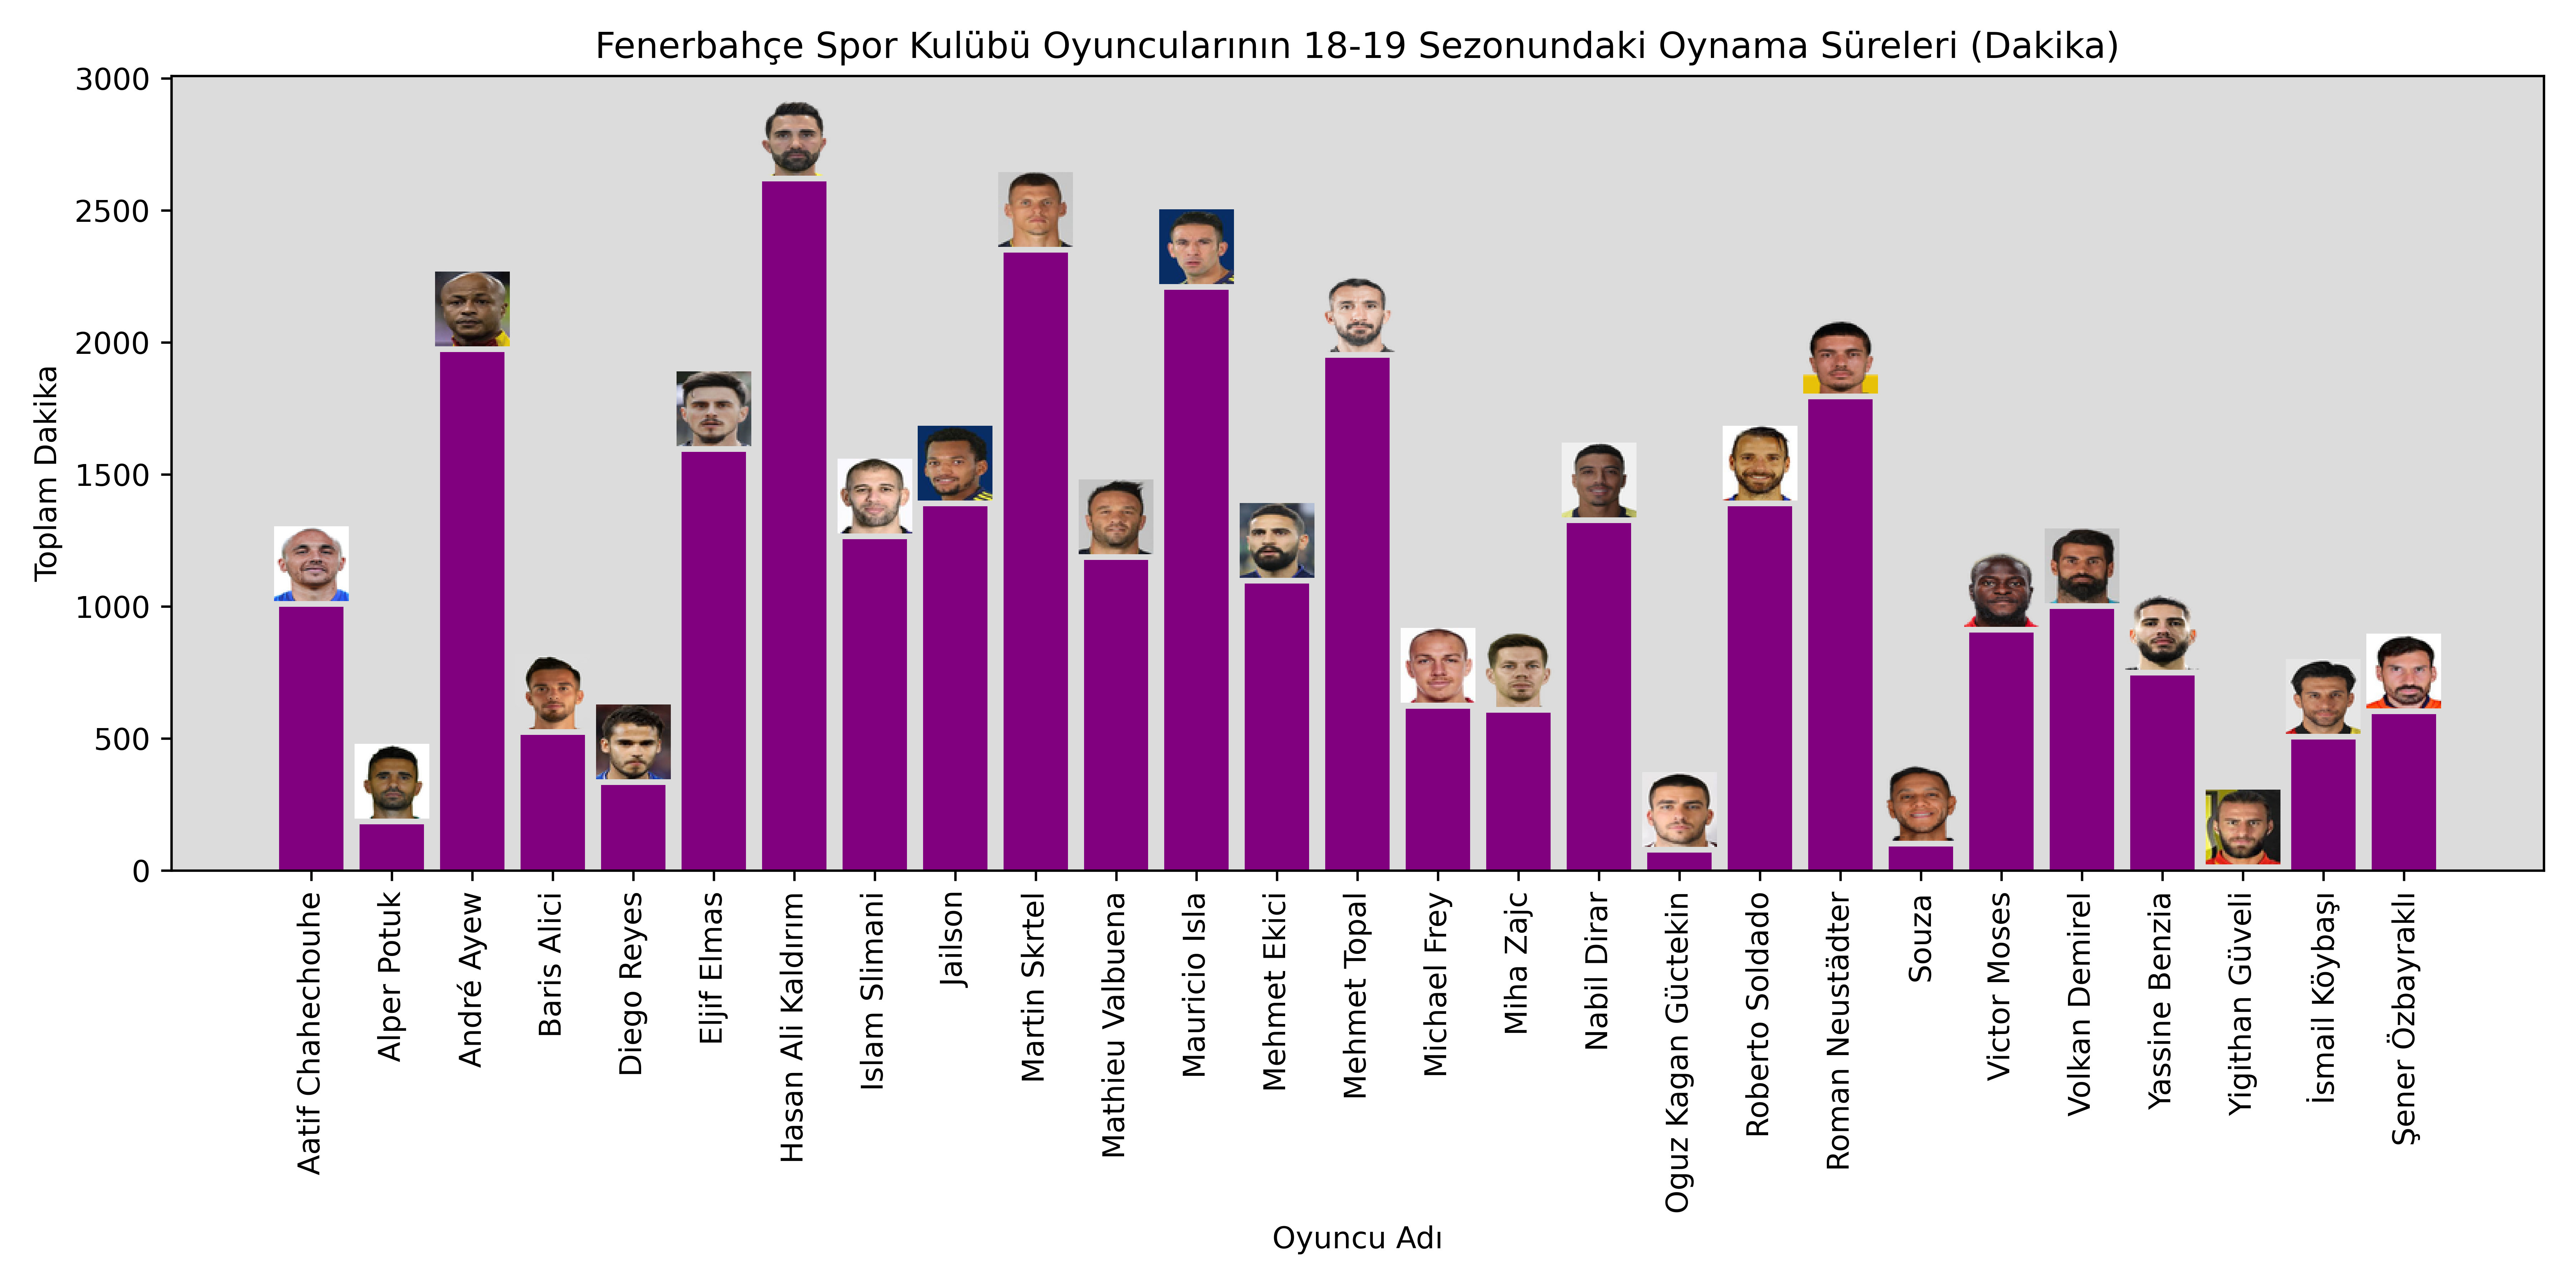 Fenerbahçe Spor Kulübü Oyuncularının 18-19 Sezonundaki Oynama Süreleri (Dakika)
Toplam Dakika
3000
2500
2000
1500
1000
500
0
Aatif Chahechouhe
Alper Potuk
André Ayew
Baris Alici
Diego Reyes
Eljif Elmas
Hasan Ali Kaldırım
Islam Slimani
Jailson
Martin Skrtel
Mathieu Valbuena
Mauricio Isla
Mehmet Ekici
Mehmet Topal
Michael Frey
Miha Zajc
Nabil Dirar
Oguz Kagan Güctekin
Roberto Soldado
Roman Neustädter
Souza
Victor Moses
Volkan Demirel
Yassine Benzia
Yigithan Güveli
İsmail Köybaşı
Şener Özbayraklı
Oyuncu Adı